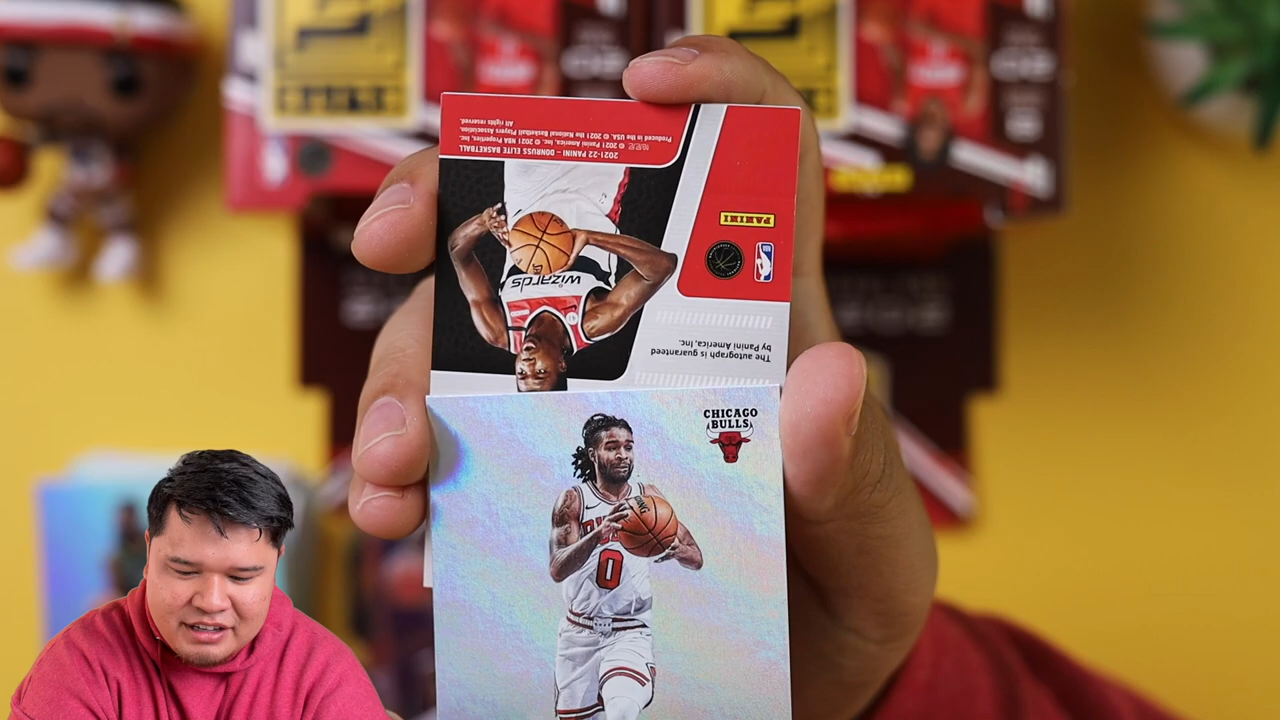 2021-22 PANINI – DONRUSS ELITE BASKETBALL
© 2021 Panini America, Inc. © 2021 NBA Properties, Inc.
Produced in the USA. © 2021 the National Basketball Players Association.
All rights reserved.
PANINI
WIZARDS
The autograph is guaranteed
by Panini America, Inc.
CHICAGO
BULLS
0